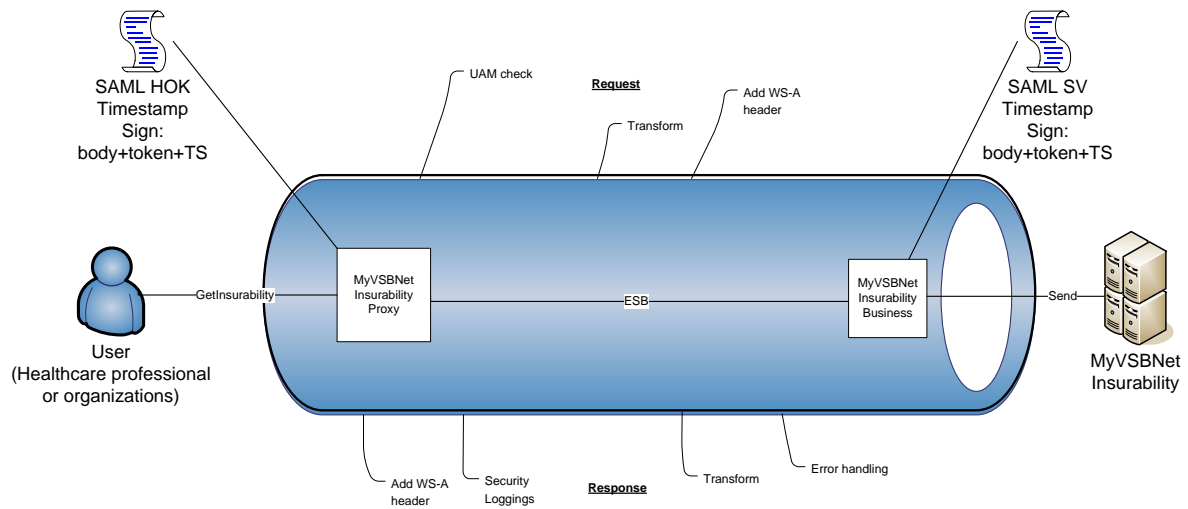 SAML HOK
Timestamp
Sign:
body+token+TS
UAM check
Request
Transform
Add WS-A
header
SAML SV
Timestamp
Sign:
body+token+TS
GetInsurability
MyVSBNet
Insurability
Proxy
ESB
MyVSBNet
Insurability
Business
Send
User
(Healthcare professional
or organizations)
MyVSBNet
Insurability
Add WS-A
header
Security
Loggings
Response
Transform
Error handling